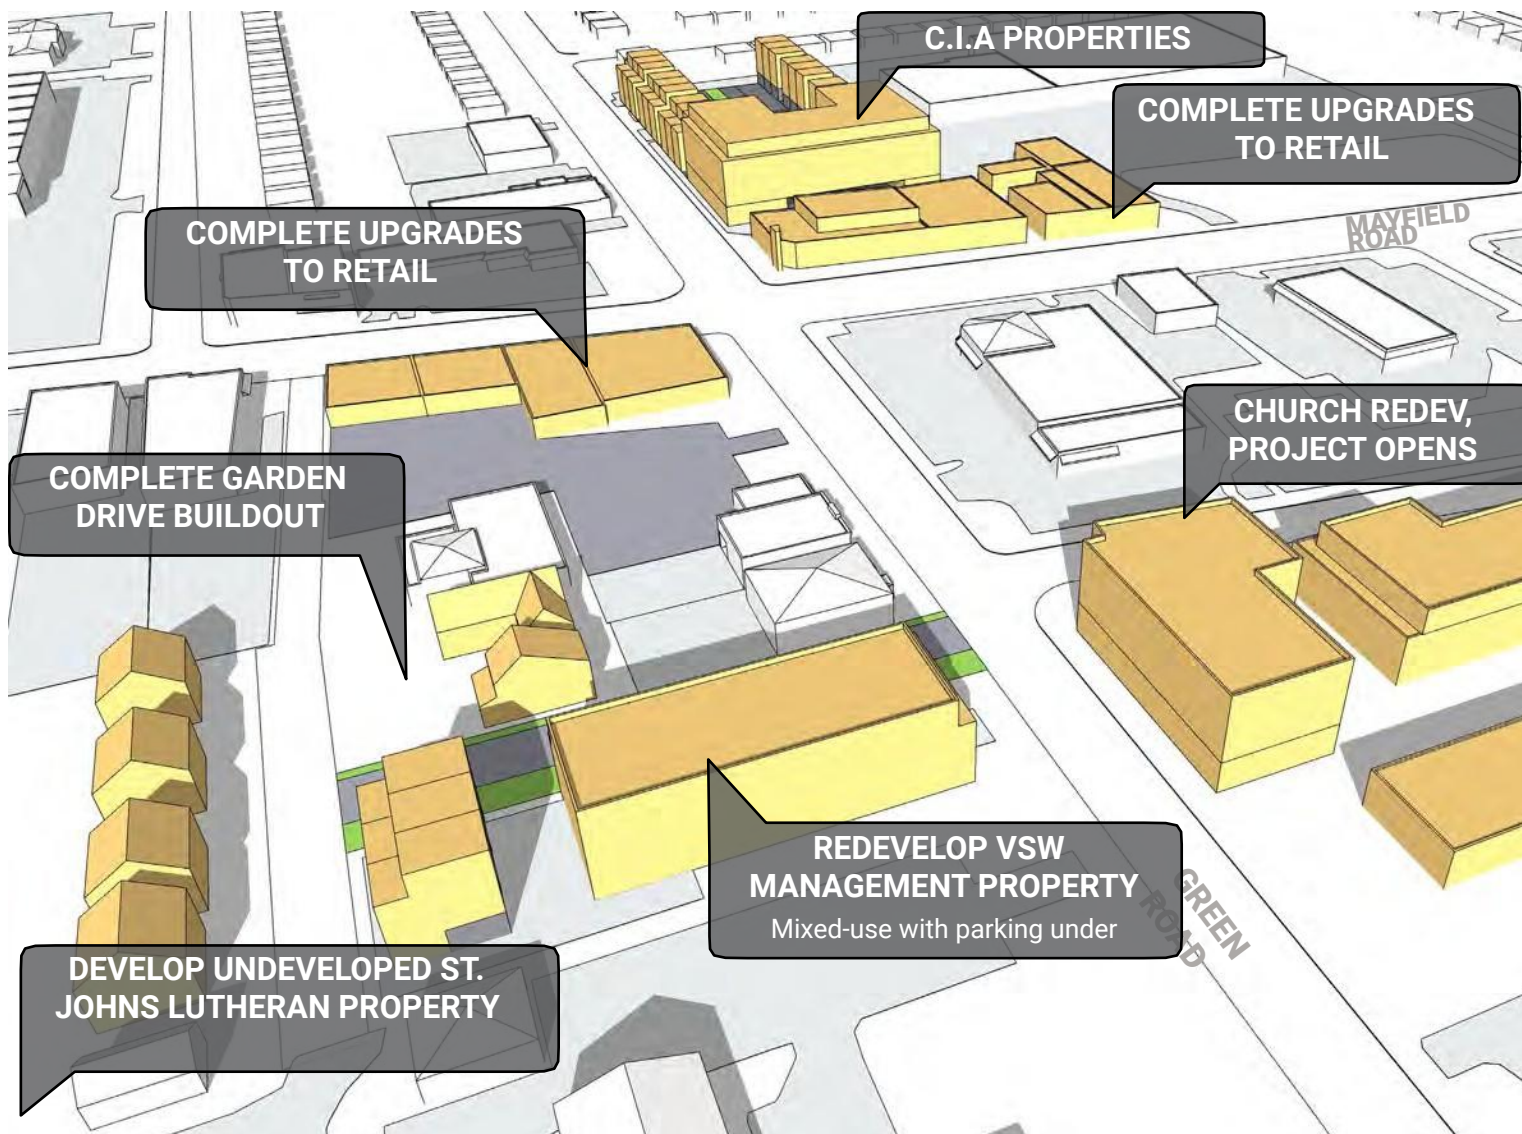 C.I.A PROPERTIES
COMPLETE UPGRADES
TO RETAIL
MAYFIELD
ROAD
COMPLETE UPGRADES
TO RETAIL
CHURCH REDEV,
PROJECT OPENS
COMPLETE GARDEN
DRIVE BUILDOUT
REDEVELOP VSW
MANAGEMENT PROPERTY
Mixed-use with parking under
GREEN
ROAD
DEVELOP UNDEVELOPED ST.
JOHNS LUTHERAN PROPERTY